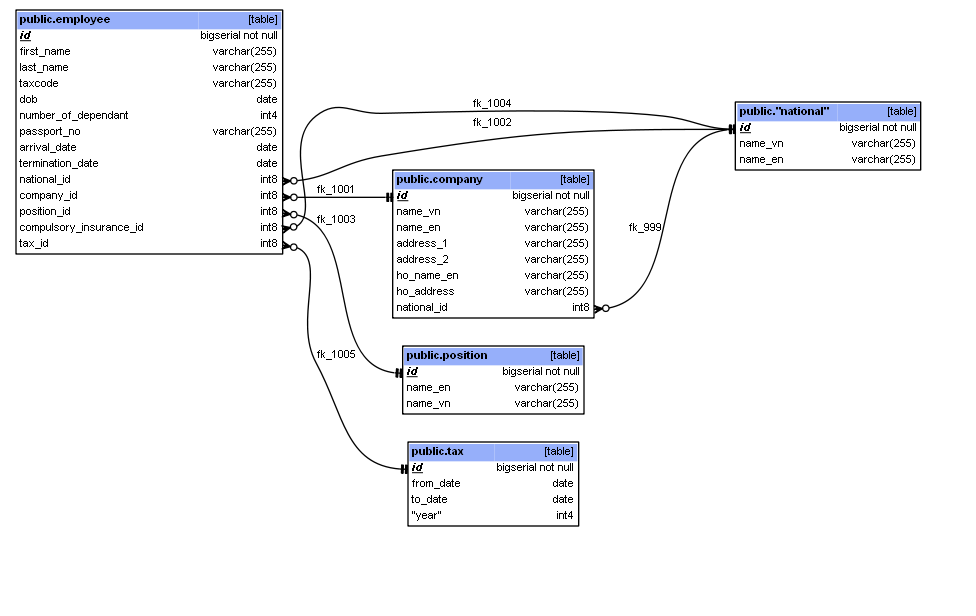 public.employee [table]
id bigserial not null
first_name varchar(255)
last_name varchar(255)
taxcode varchar(255)
dob date
number_of_dependant int4
passport_no varchar(255)
arrival_date date
termination_date date
national_id int8
company_id int8
position_id int8
compulsory_insurance_id int8
tax_id int8
fk_1004
fk_1002
fk_1001
fk_1003
fk_999
fk_1005
public."national" [table]
id bigserial not null
name_vn varchar(255)
name_en varchar(255)
public.company [table]
id bigserial not null
name_vn varchar(255)
name_en varchar(255)
address_1 varchar(255)
address_2 varchar(255)
ho_name_en varchar(255)
ho_address varchar(255)
national_id int8
public.position [table]
id bigserial not null
name_en varchar(255)
name_vn varchar(255)
public.tax [table]
id bigserial not null
from_date date
to_date date
"year" int4